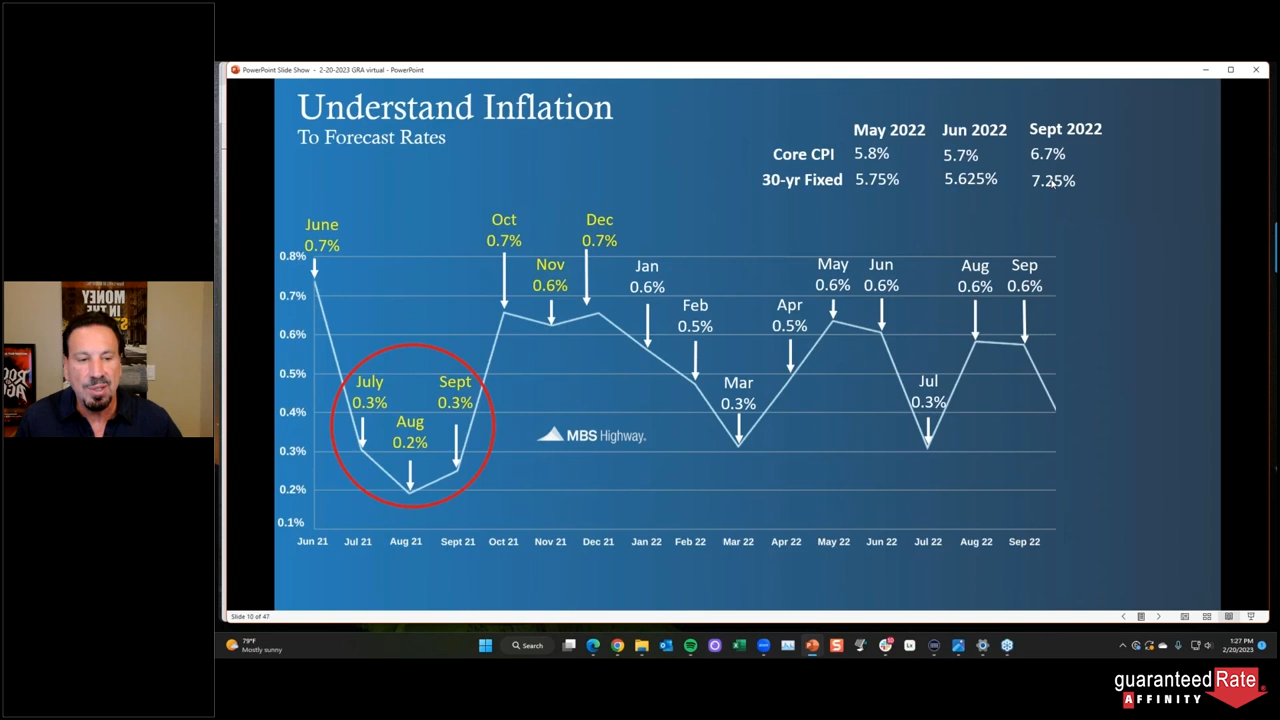 PowerPoint Slide Show - 2-20-2023 GRA virtual - PowerPoint
Understand Inflation
To Forecast Rates
May 2022 Jun 2022 Sept 2022
Core CPI 5.8% 5.7% 6.7%
30-yr Fixed 5.75% 5.625% 7.25%
June
0.7%
Oct
0.7%
Dec
0.7%
Nov
0.6%
Jan
0.6%
Feb
0.5%
Mar
0.3%
Apr
0.5%
May
0.6%
Jun
0.6%
Jul
0.3%
Aug
0.6%
Sep
0.6%
July
0.3%
Aug
0.2%
Sept
0.3%
0.8%
0.7%
0.6%
0.5%
0.4%
0.3%
0.2%
0.1%
MBS Highway
Jun 21 Jul 21 Aug 21 Sept 21 Oct 21 Nov 21 Dec 21 Jan 22 Feb 22 Mar 22 Apr 22 May 22 Jun 22 Jul 22 Aug 22 Sep 22
Slide 10 of 47
MONEY
IN THE
79°F
Mostly sunny
Search
1:27 PM
2/20/2023
guaranteed Rate
AFFINITY